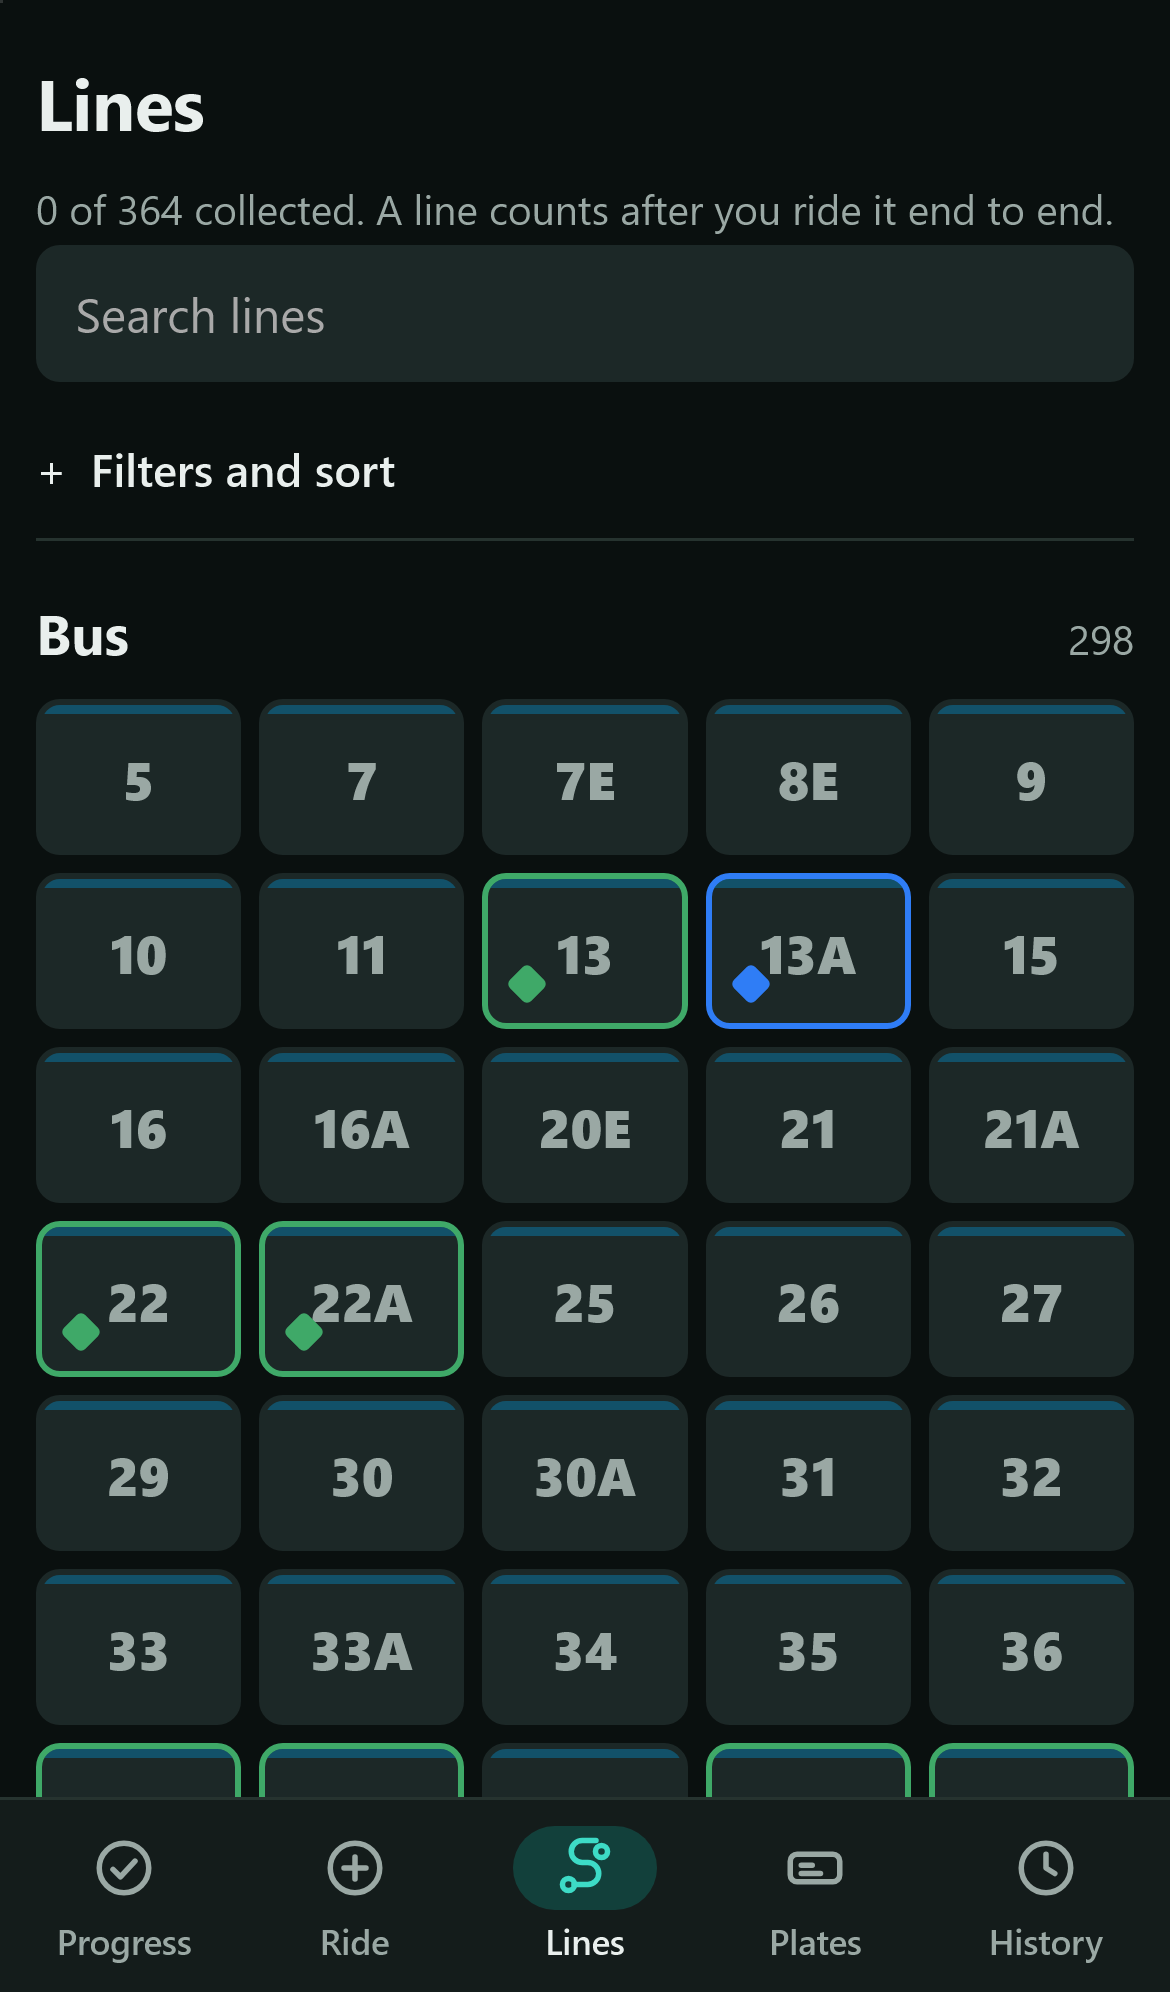 Lines
0 of 364 collected. A line counts after you ride it end to end.
Search lines
+ Filters and sort
Bus 298
5 7 7E 8E 9
10 11 13 13A 15
16 16A 20E 21 21A
22 22A 25 26 27
29 30 30A 31 32
33 33A 34 35 36
Progress Ride Lines Plates History